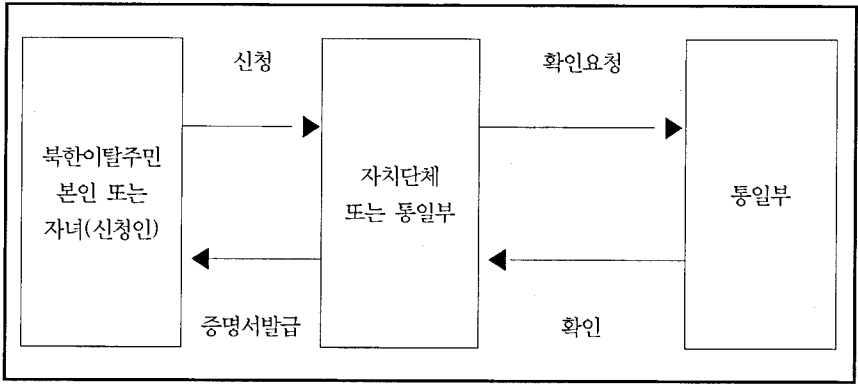 신청
확인요청
북한이탈주민
본인 또는
자녀(신청인)
자치단체
또는 통일부
통일부
증명서발급
확인